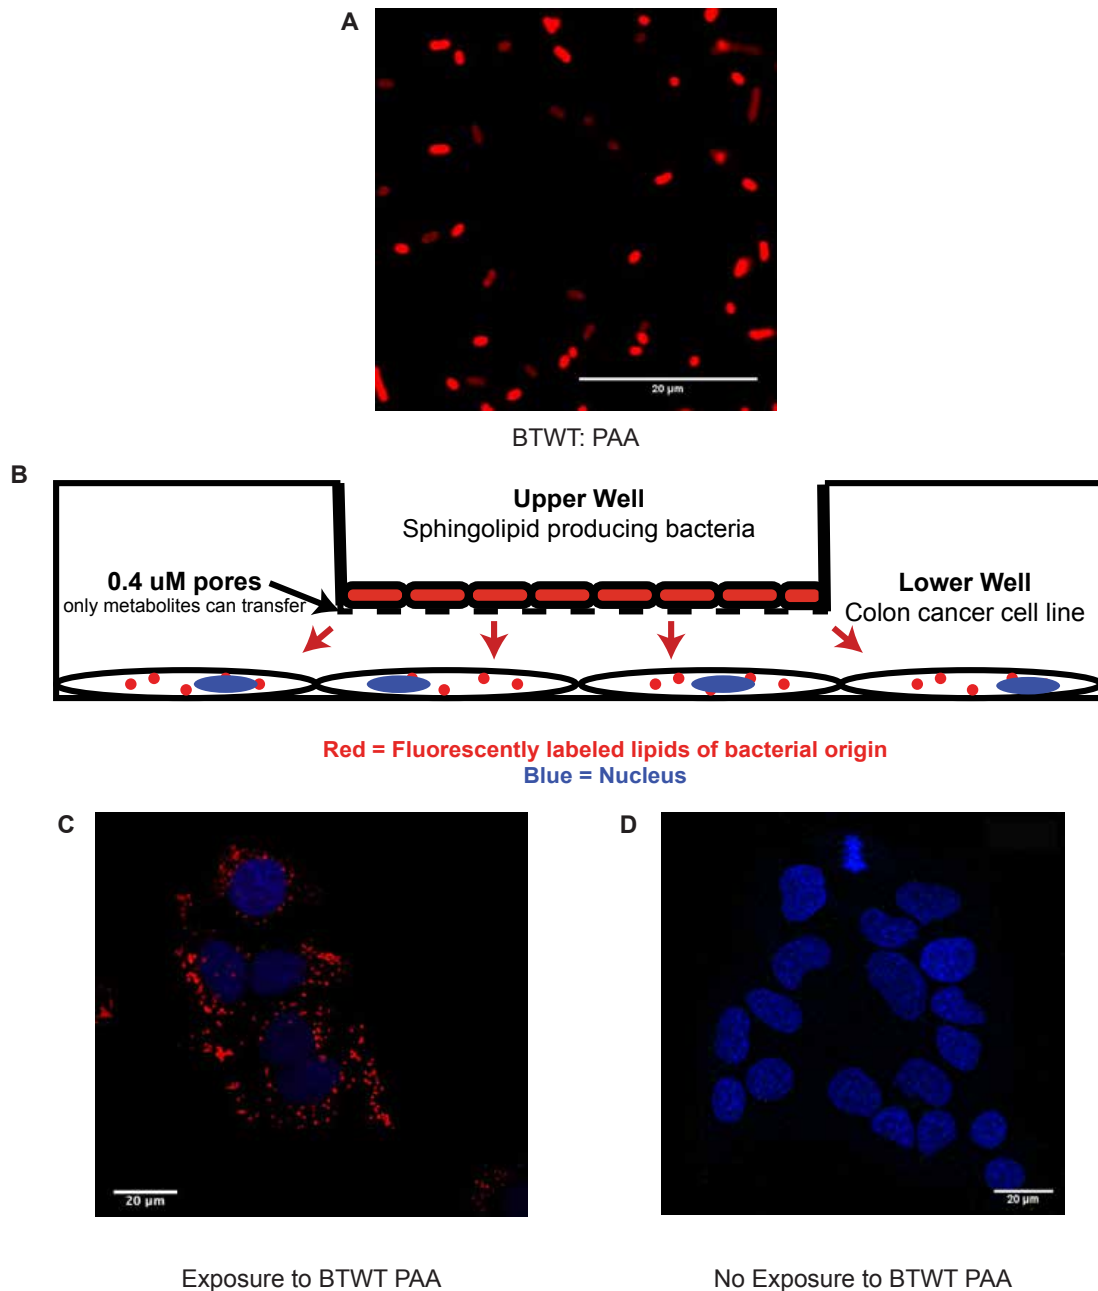 A
20 µm
BTWT: PAA
B
Upper Well
Sphingolipid producing bacteria
0.4 uM pores
only metabolites can transfer
Lower Well
Colon cancer cell line
Red = Fluorescently labeled lipids of bacterial origin
Blue = Nucleus
C
D
20 µm
20 µm
Exposure to BTWT PAA
No Exposure to BTWT PAA